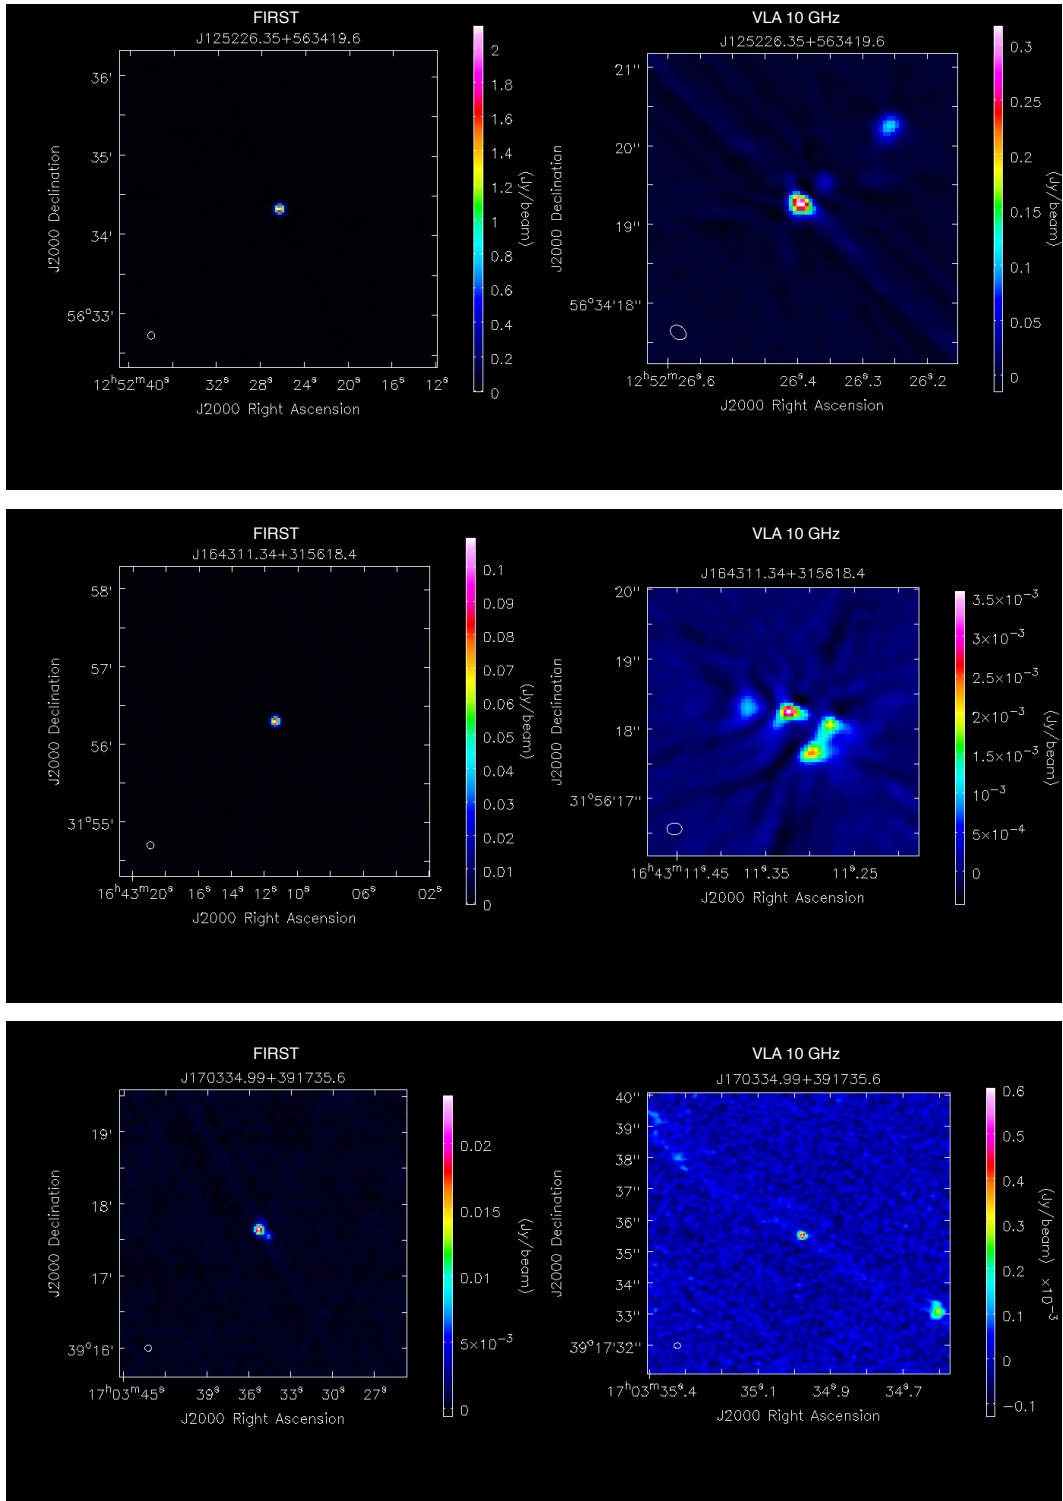 FIRST
J125226.35+563419.6
36'
35'
34'
56°33'
12ʰ52ᵐ40ˢ 32ˢ 28ˢ 24ˢ 20ˢ 16ˢ 12ˢ
J2000 Right Ascension
J2000 Declination
2
1.8
1.6
1.4
1.2
1
0.8
0.6
0.4
0.2
0
(Jy/beam)
VLA 10 GHz
J125226.35+563419.6
21''
20''
19''
56°34'18''
12ʰ52ᵐ26ˢ.6 26ˢ.4 26ˢ.3 26ˢ.2
J2000 Right Ascension
J2000 Declination
0.3
0.25
0.2
0.15
0.1
0.05
0
(Jy/beam)
FIRST
J164311.34+315618.4
58'
57'
56'
31°55'
16ʰ43ᵐ20ˢ 16ˢ 14ˢ 12ˢ 10ˢ 06ˢ 02ˢ
J2000 Right Ascension
J2000 Declination
0.1
0.09
0.08
0.07
0.06
0.05
0.04
0.03
0.02
0.01
0
(Jy/beam)
VLA 10 GHz
J164311.34+315618.4
20''
19''
18''
31°56'17''
16ʰ43ᵐ11ˢ.45 11ˢ.35 11ˢ.25
J2000 Right Ascension
J2000 Declination
3.5×10⁻³
3×10⁻³
2.5×10⁻³
2×10⁻³
1.5×10⁻³
10⁻³
5×10⁻⁴
0
(Jy/beam)
FIRST
J170334.99+391735.6
19'
18'
17'
39°16'
17ʰ03ᵐ45ˢ 39ˢ 36ˢ 33ˢ 30ˢ 27ˢ
J2000 Right Ascension
J2000 Declination
0.02
0.015
0.01
5×10⁻³
0
(Jy/beam)
VLA 10 GHz
J170334.99+391735.6
40''
39''
38''
37''
36''
35''
34''
33''
39°17'32''
17ʰ03ᵐ35ˢ.4 35ˢ.1 34ˢ.9 34ˢ.7
J2000 Right Ascension
J2000 Declination
0.6
0.5
0.4
0.3
0.2
0.1
0
−0.1
(Jy/beam) ×10⁻³